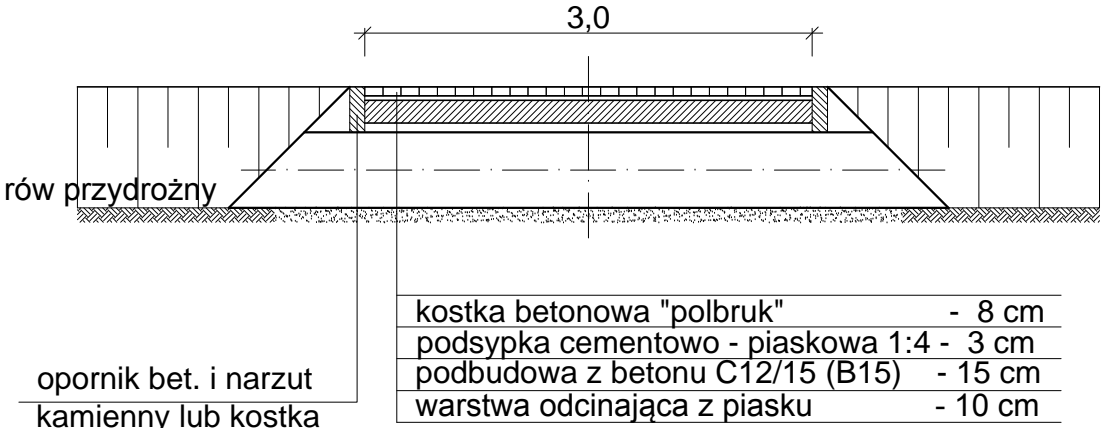 3,0
rów przydrożny
kostka betonowa "polbruk" - 8 cm
podsypka cementowo - piaskowa 1:4 - 3 cm
podbudowa z betonu C12/15 (B15) - 15 cm
warstwa odcinająca z piasku - 10 cm
opornik bet. i narzut
kamienny lub kostka